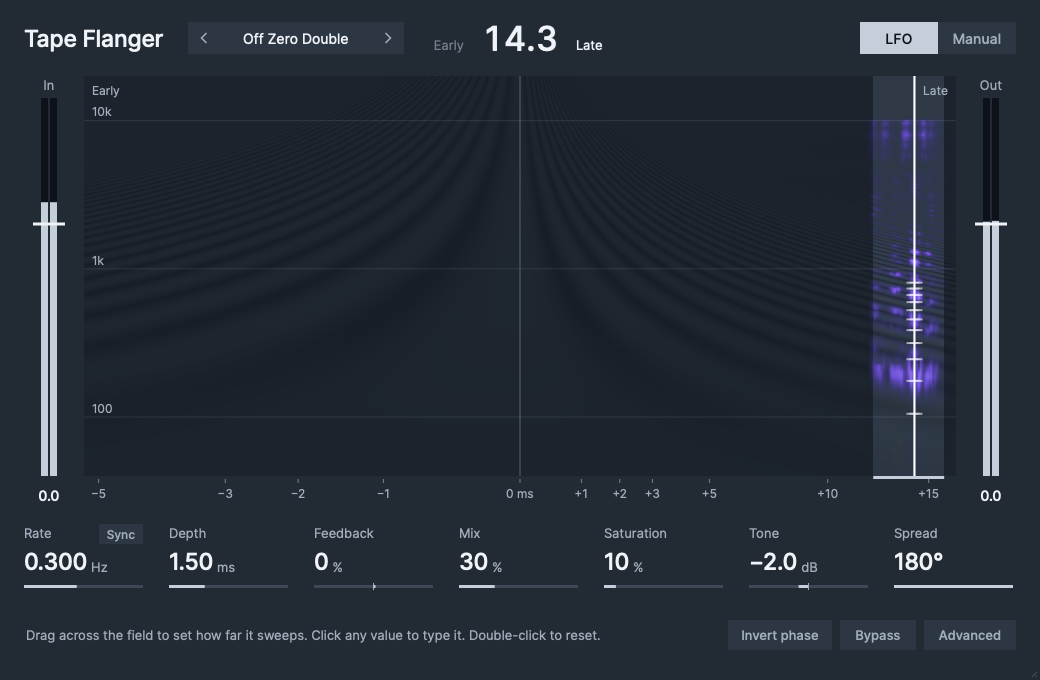 Tape Flanger
Off Zero Double
Early 14.3 Late
LFO Manual
In
Early
Late
Out
10k
1k
100
0.0
−5 −3 −2 −1 0 ms +1 +2 +3 +5 +10 +15
0.0
Rate Sync Depth Feedback Mix Saturation Tone Spread
0.300 Hz 1.50 ms 0 % 30 % 10 % −2.0 dB 180°
Drag across the field to set how far it sweeps. Click any value to type it. Double-click to reset.
Invert phase Bypass Advanced